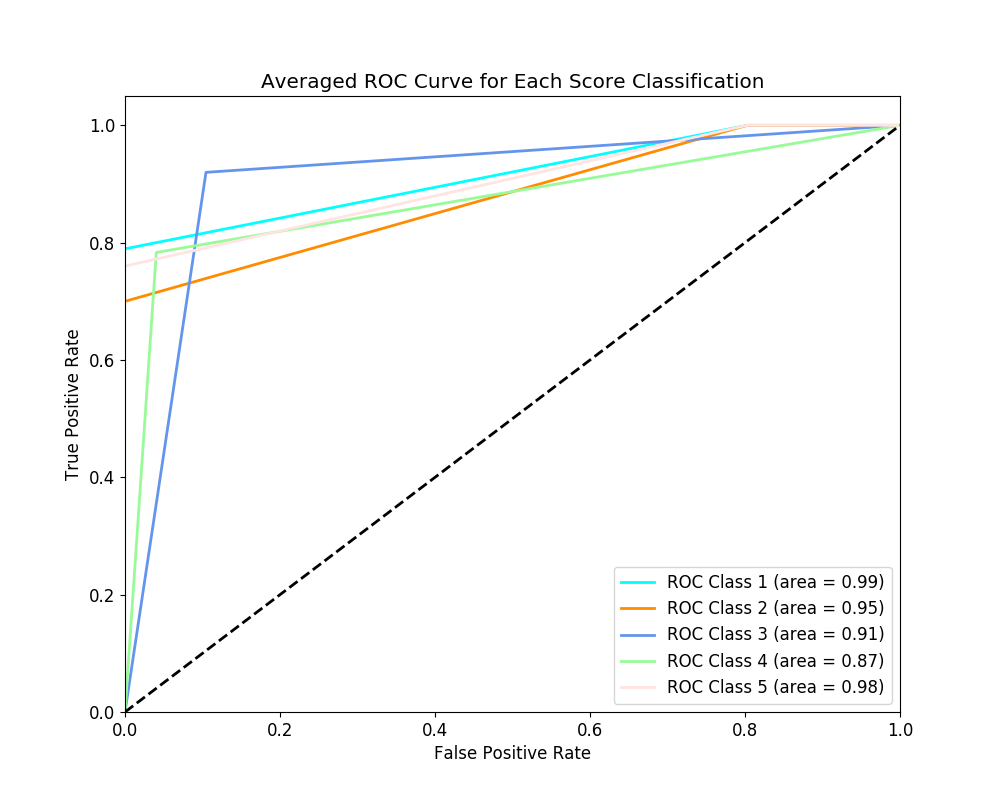 Averaged ROC Curve for Each Score Classification
1.0
0.8
0.6
0.4
0.2
0.0
True Positive Rate
0.0 0.2 0.4 0.6 0.8 1.0
False Positive Rate
ROC Class 1 (area = 0.99)
ROC Class 2 (area = 0.95)
ROC Class 3 (area = 0.91)
ROC Class 4 (area = 0.87)
ROC Class 5 (area = 0.98)